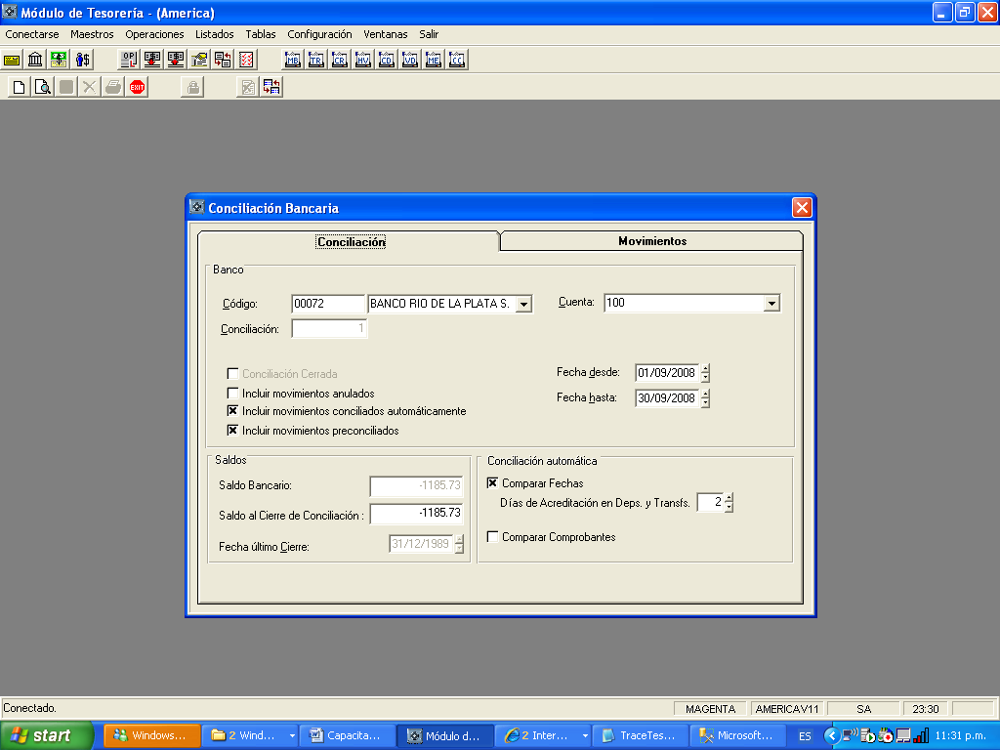 Módulo de Tesorería - (America)
Conectarse Maestros Operaciones Listados Tablas Configuración Ventanas Salir
OP MB TR CR HV CD VD ME CC
EXIT
Conciliación Bancaria
Conciliación Movimientos
Banco
Código: 00072 BANCO RIO DE LA PLATA S. Cuenta: 100
Conciliación: 1
Conciliación Cerrada Fecha desde: 01/09/2008
Incluir movimientos anulados Fecha hasta: 30/09/2008
Incluir movimientos conciliados automáticamente
Incluir movimientos preconciliados
Saldos
Saldo Bancario: -1185.73
Saldo al Cierre de Conciliación : -1185.73
Fecha último Cierre: 31/12/1989
Conciliación automática
Comparar Fechas
Días de Acreditación en Deps. y Transfs. 2
Comparar Comprobantes
Conectado. MAGENTA AMERICAV11 SA 23:30
start Windows... 2 Wind... Capacita... Módulo d... 2 Inter... TraceTes... Microsoft... ES 11:31 p.m.